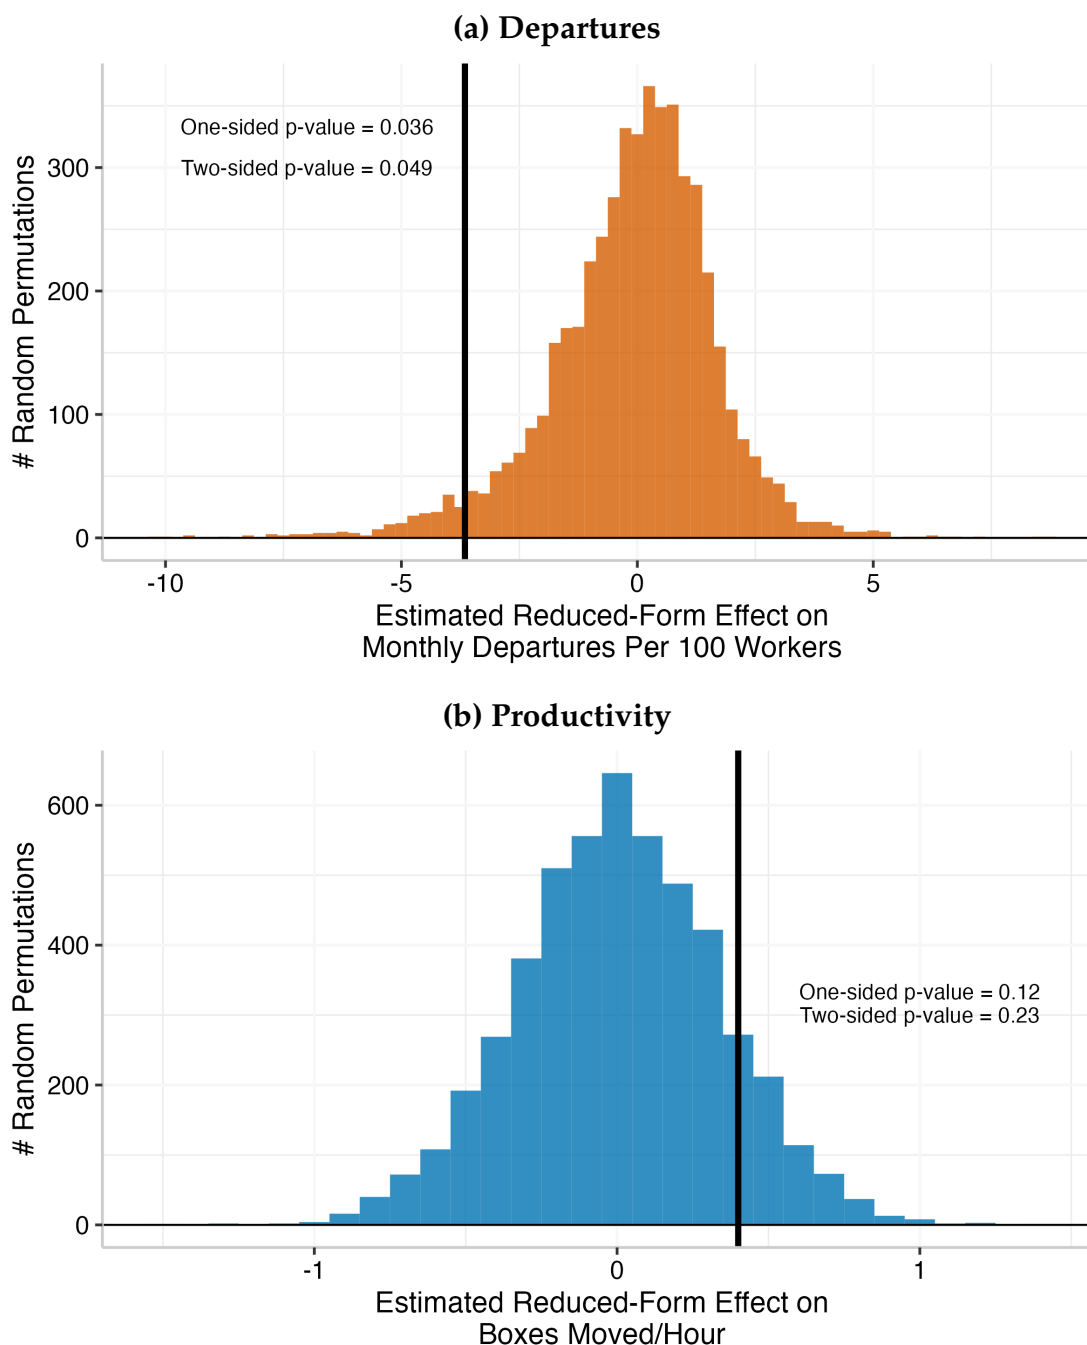 (a) Departures
One-sided p-value = 0.036
Two-sided p-value = 0.049
# Random Permutations
300
200
100
0
-10
-5
0
5
Estimated Reduced-Form Effect on
Monthly Departures Per 100 Workers
(b) Productivity
One-sided p-value = 0.12
Two-sided p-value = 0.23
# Random Permutations
600
400
200
0
-1
0
1
Estimated Reduced-Form Effect on
Boxes Moved/Hour